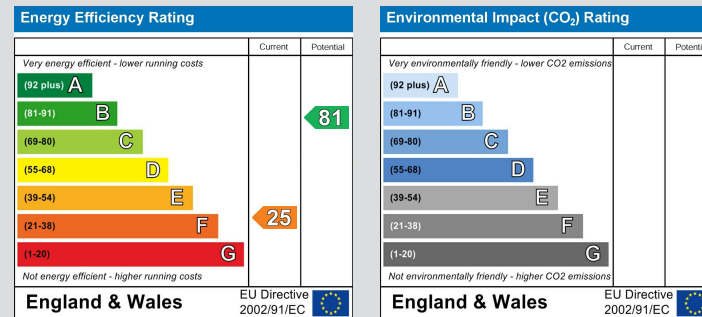 Energy Efficiency Rating
Current Potential
Very energy efficient - lower running costs
(92 plus) A
(81-91) B
81
(69-80) C
(55-68) D
(39-54) E
(21-38) F
25
(1-20) G
Not energy efficient - higher running costs
England & Wales
EU Directive
2002/91/EC
Environmental Impact (CO₂) Rating
Current Potenti
Very environmentally friendly - lower CO2 emissions
(92 plus) A
(81-91) B
(69-80) C
(55-68) D
(39-54) E
(21-38) F
(1-20) G
Not environmentally friendly - higher CO2 emissions
England & Wales
EU Directive
2002/91/EC